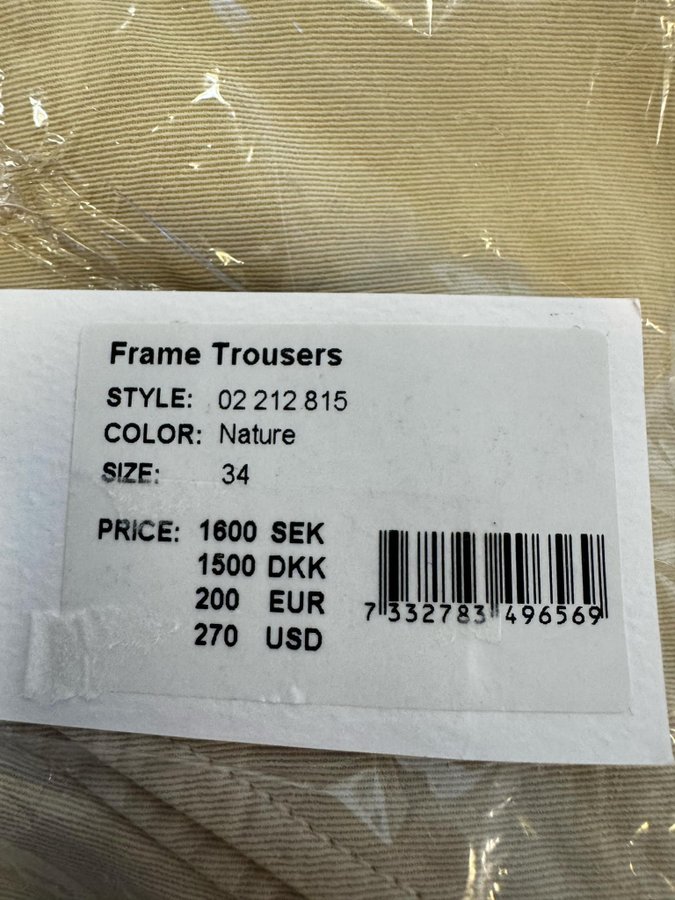 Frame Trousers
STYLE: 02 212 815
COLOR: Nature
SIZE: 34
PRICE: 1600 SEK
1500 DKK
200 EUR
270 USD
7 332783 496569